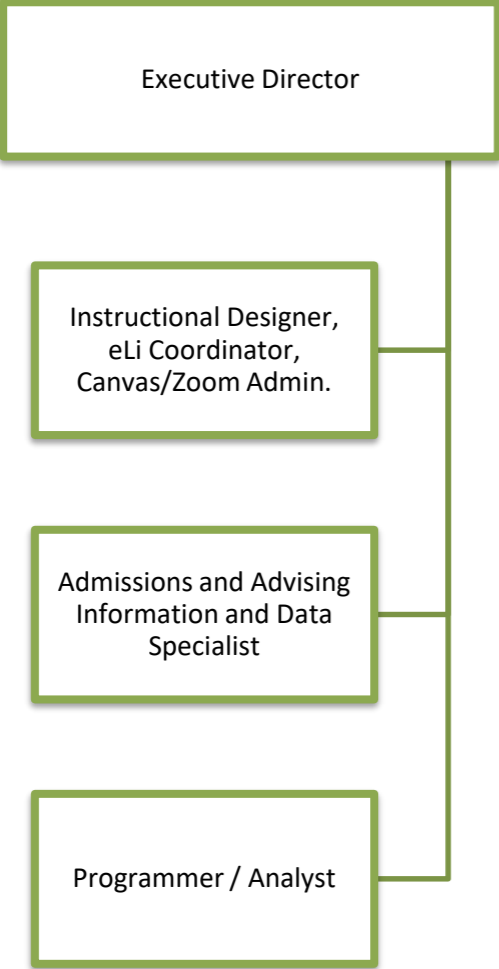 Executive Director
Instructional Designer,
eLi Coordinator,
Canvas/Zoom Admin.
Admissions and Advising
Information and Data
Specialist
Programmer / Analyst